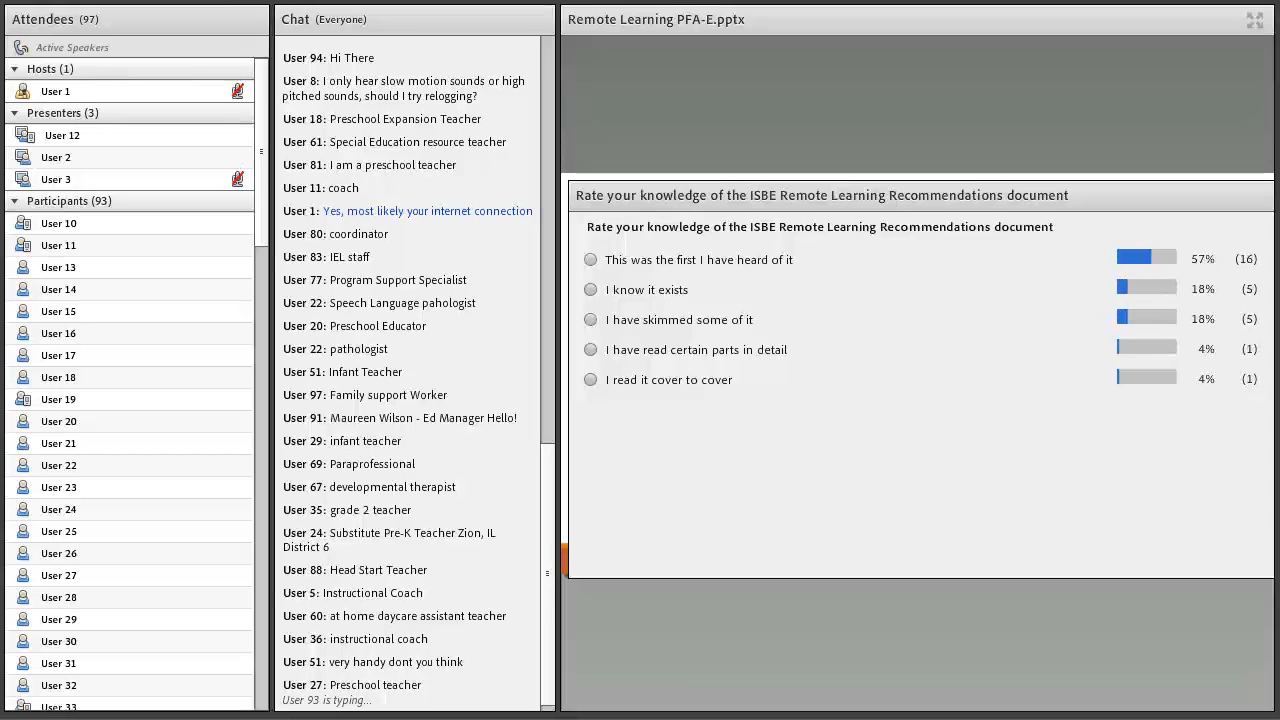 Attendees (97)
Active Speakers
Hosts (1)
User 1
Presenters (3)
User 12
User 2
User 3
Participants (93)
User 10
User 11
User 13
User 14
User 15
User 16
User 17
User 18
User 19
User 20
User 21
User 22
User 23
User 24
User 25
User 26
User 27
User 28
User 29
User 30
User 31
User 32
User 33
Chat (Everyone)
User 94: Hi There
User 8: I only hear slow motion sounds or high
pitched sounds, should I try relogging?
User 18: Preschool Expansion Teacher
User 61: Special Education resource teacher
User 81: I am a preschool teacher
User 11: coach
User 1: Yes, most likely your internet connection
User 80: coordinator
User 83: IEL staff
User 77: Program Support Specialist
User 22: Speech Language pahologist
User 20: Preschool Educator
User 22: pathologist
User 51: Infant Teacher
User 97: Family support Worker
User 91: Maureen Wilson - Ed Manager Hello!
User 29: infant teacher
User 69: Paraprofessional
User 67: developmental therapist
User 35: grade 2 teacher
User 24: Substitute Pre-K Teacher Zion, IL
District 6
User 88: Head Start Teacher
User 5: Instructional Coach
User 60: at home daycare assistant teacher
User 36: instructional coach
User 51: very handy dont you think
User 27: Preschool teacher
User 93 is typing...
Remote Learning PFA-E.pptx
Rate your knowledge of the ISBE Remote Learning Recommendations document
Rate your knowledge of the ISBE Remote Learning Recommendations document
This was the first I have heard of it 57% (16)
I know it exists 18% (5)
I have skimmed some of it 18% (5)
I have read certain parts in detail 4% (1)
I read it cover to cover 4% (1)